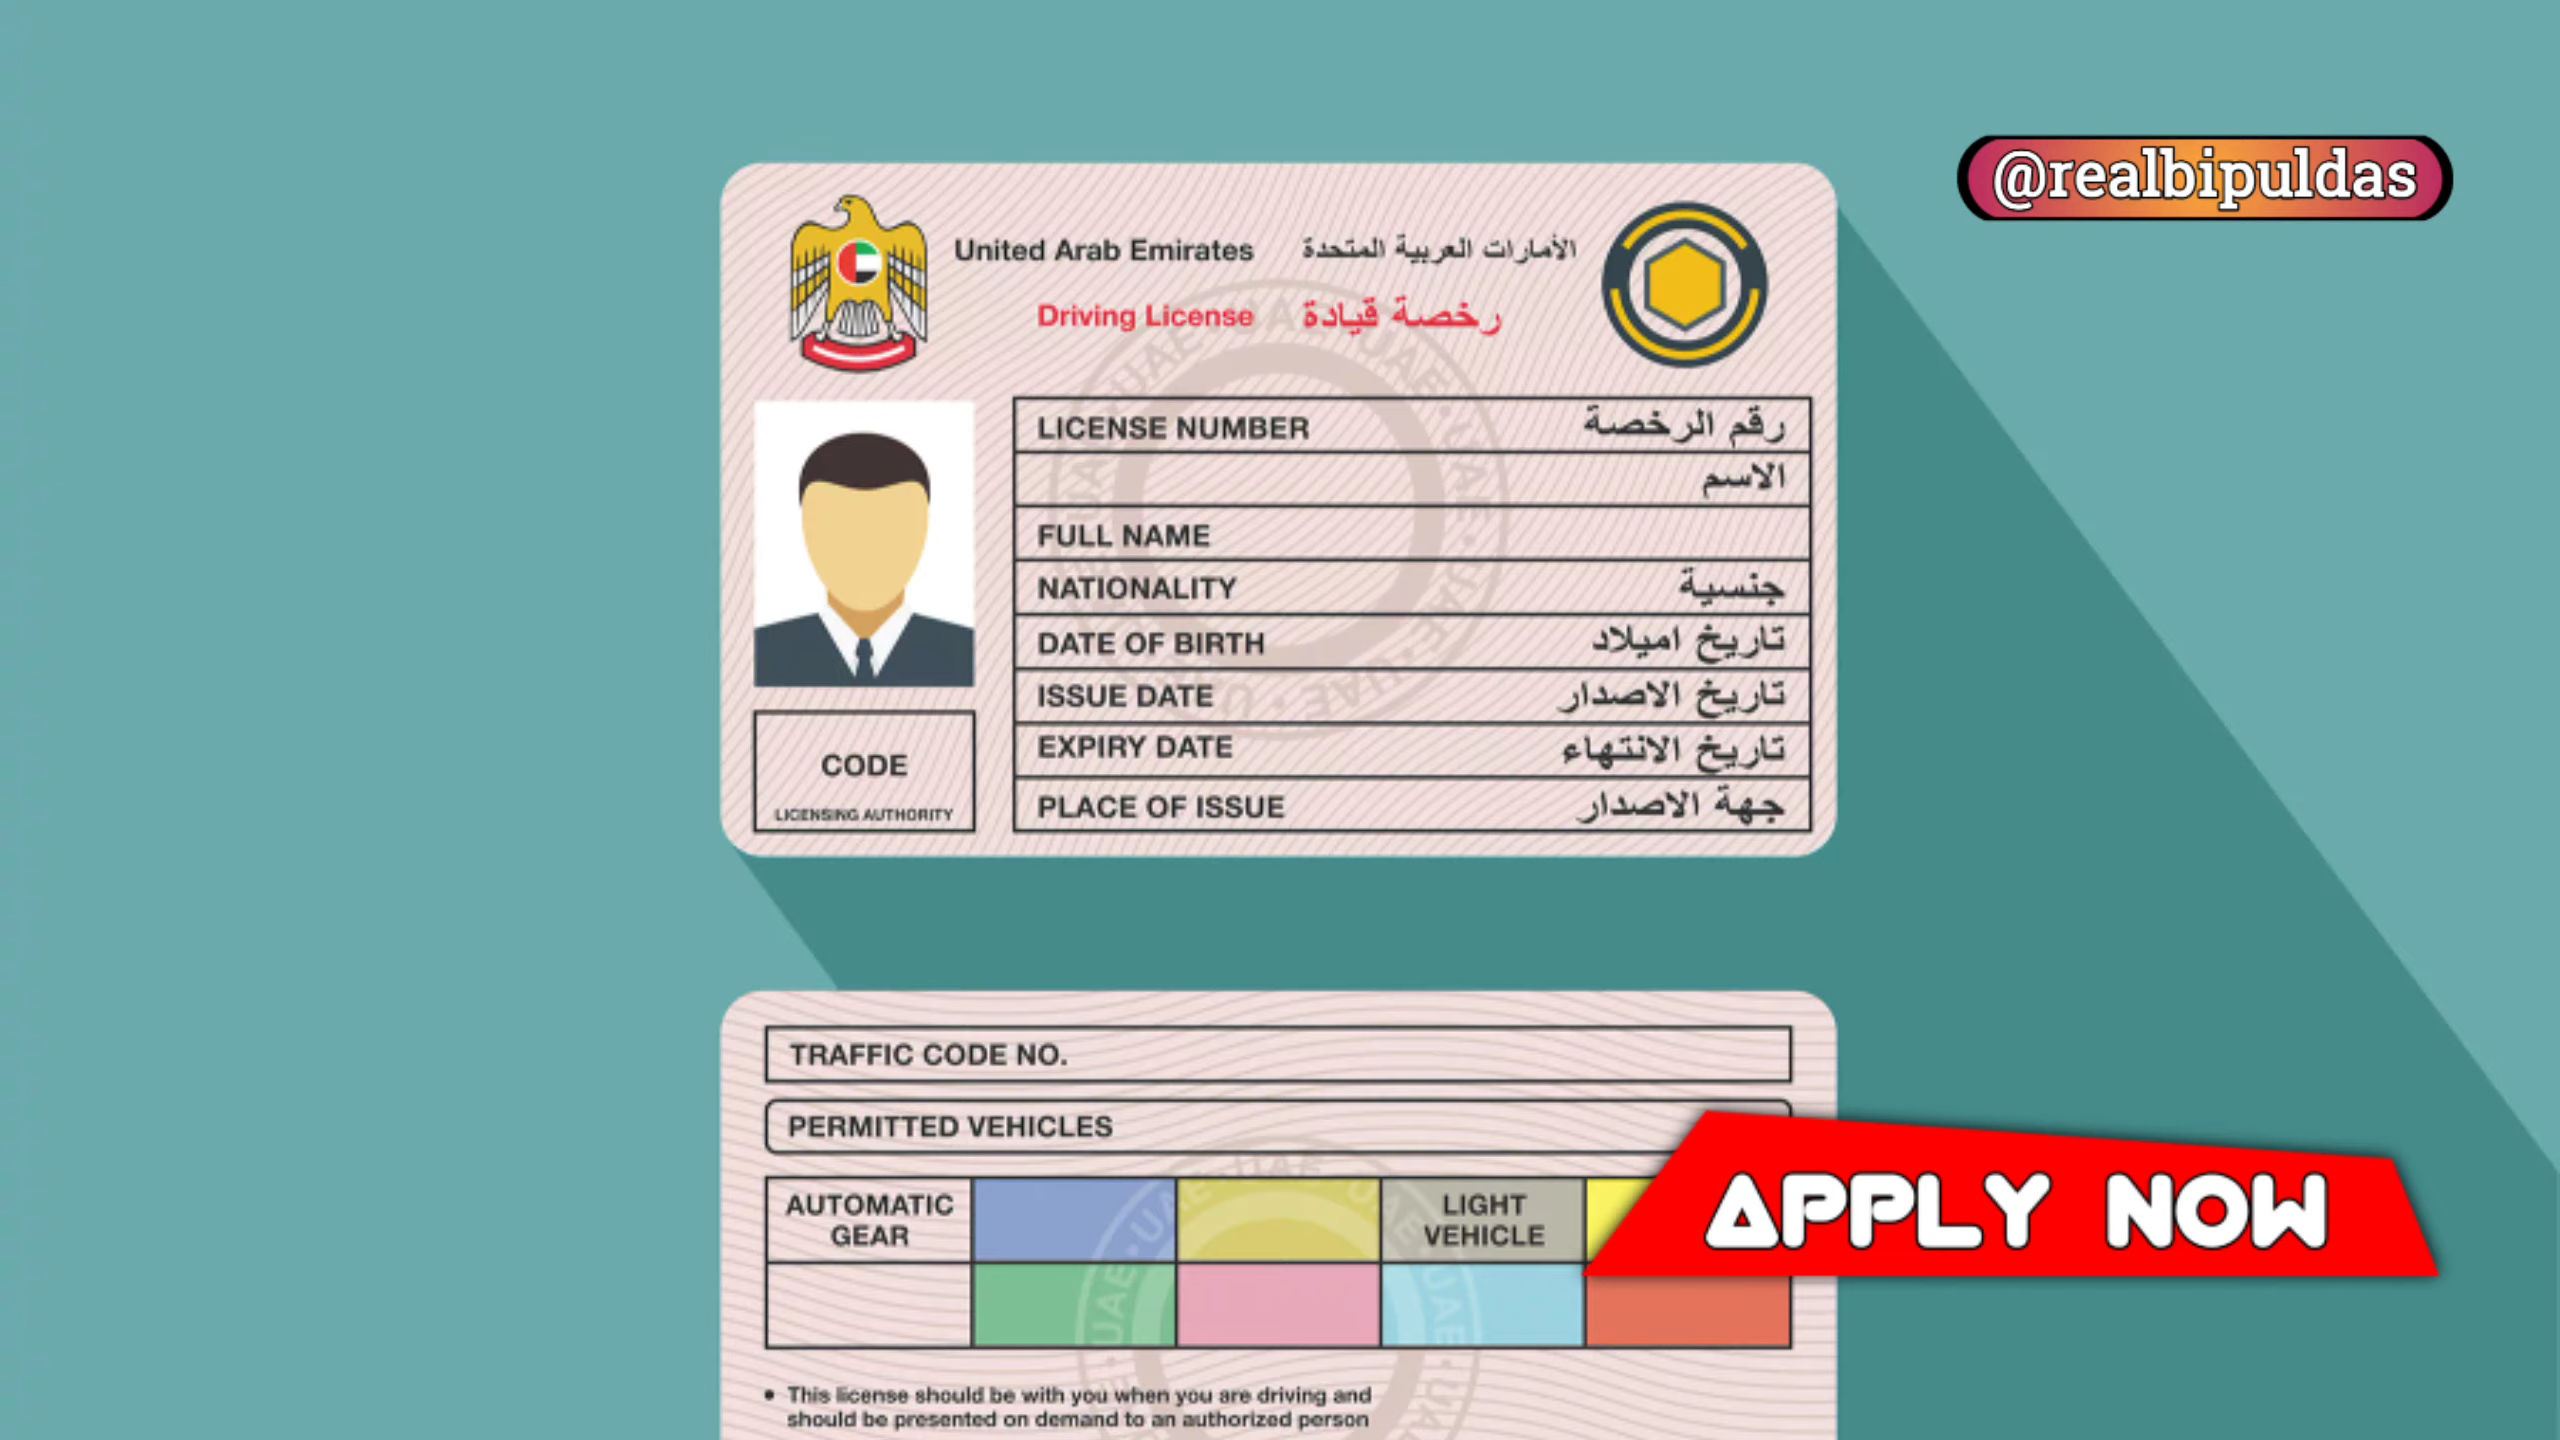 @realbipuldas
United Arab Emirates الأمارات العربية المتحدة
Driving License رخصة قيادة
LICENSE NUMBER رقم الرخصة
الاسم
FULL NAME
NATIONALITY جنسية
DATE OF BIRTH تاريخ اميلاد
ISSUE DATE تاريخ الاصدار
EXPIRY DATE تاريخ الانتهاء
PLACE OF ISSUE جهة الاصدار
CODE
LICENSING AUTHORITY
TRAFFIC CODE NO.
PERMITTED VEHICLES
AUTOMATIC
GEAR
LIGHT
VEHICLE
APPLY NOW
• This license should be with you when you are driving and
should be presented on demand to an authorized person